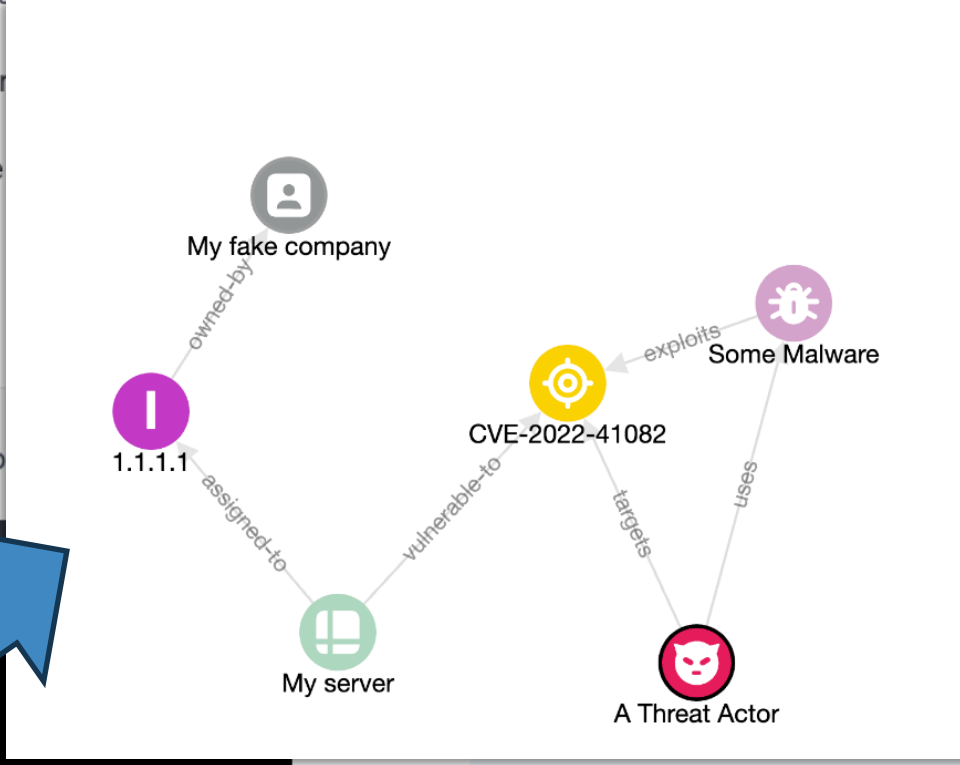 My fake company
owned-by
exploits
Some Malware
CVE-2022-41082
1.1.1.1
assigned-to
vulnerable-to
targets
uses
My server
A Threat Actor